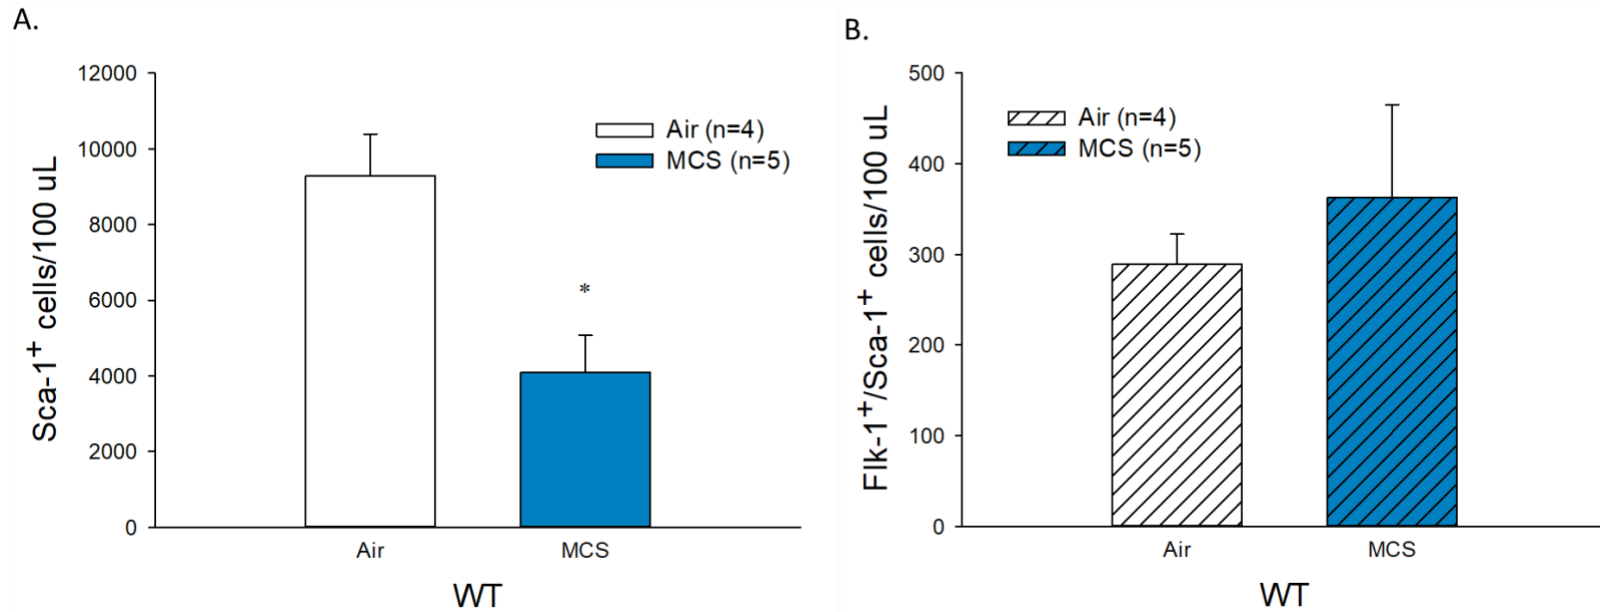 A.
Sca-1⁺ cells/100 uL
12000
10000
8000
6000
4000
2000
0
Air (n=4)
MCS (n=5)
*
Air
MCS
WT
B.
Flk-1⁺/Sca-1⁺ cells/100 uL
500
400
300
200
100
0
Air (n=4)
MCS (n=5)
Air
MCS
WT